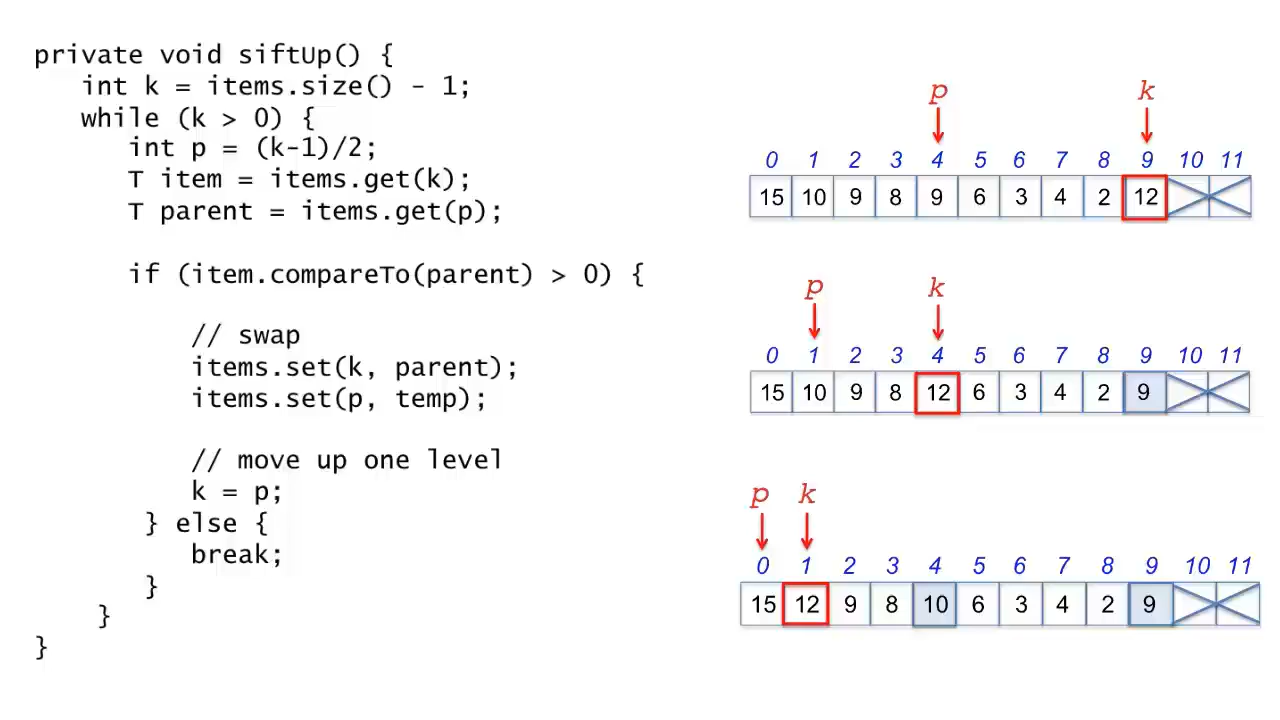 private void siftUp() {
int k = items.size() - 1;
while (k > 0) {
int p = (k-1)/2;
T item = items.get(k);
T parent = items.get(p);
if (item.compareTo(parent) > 0) {
// swap
items.set(k, parent);
items.set(p, temp);
// move up one level
k = p;
} else {
break;
}
}
}
p k
0 1 2 3 4 5 6 7 8 9 10 11
15 10 9 8 9 6 3 4 2 12
p k
0 1 2 3 4 5 6 7 8 9 10 11
15 10 9 8 12 6 3 4 2 9
p k
0 1 2 3 4 5 6 7 8 9 10 11
15 12 9 8 10 6 3 4 2 9